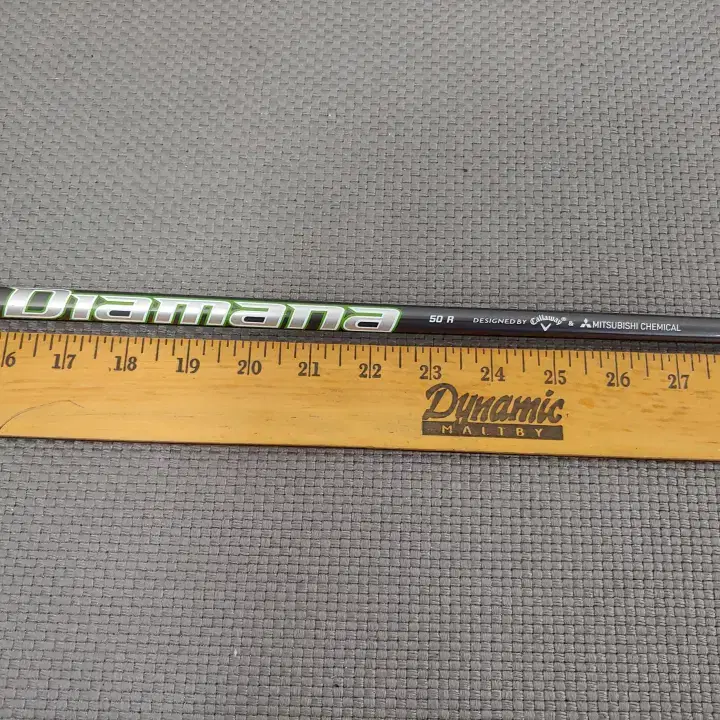 Diamana 50 R DESIGNED BY Callaway® & MITSUBISHI CHEMICAL
6 17 18 19 20 21 22 23 24 25 26 27
Dynamic
MALTBY